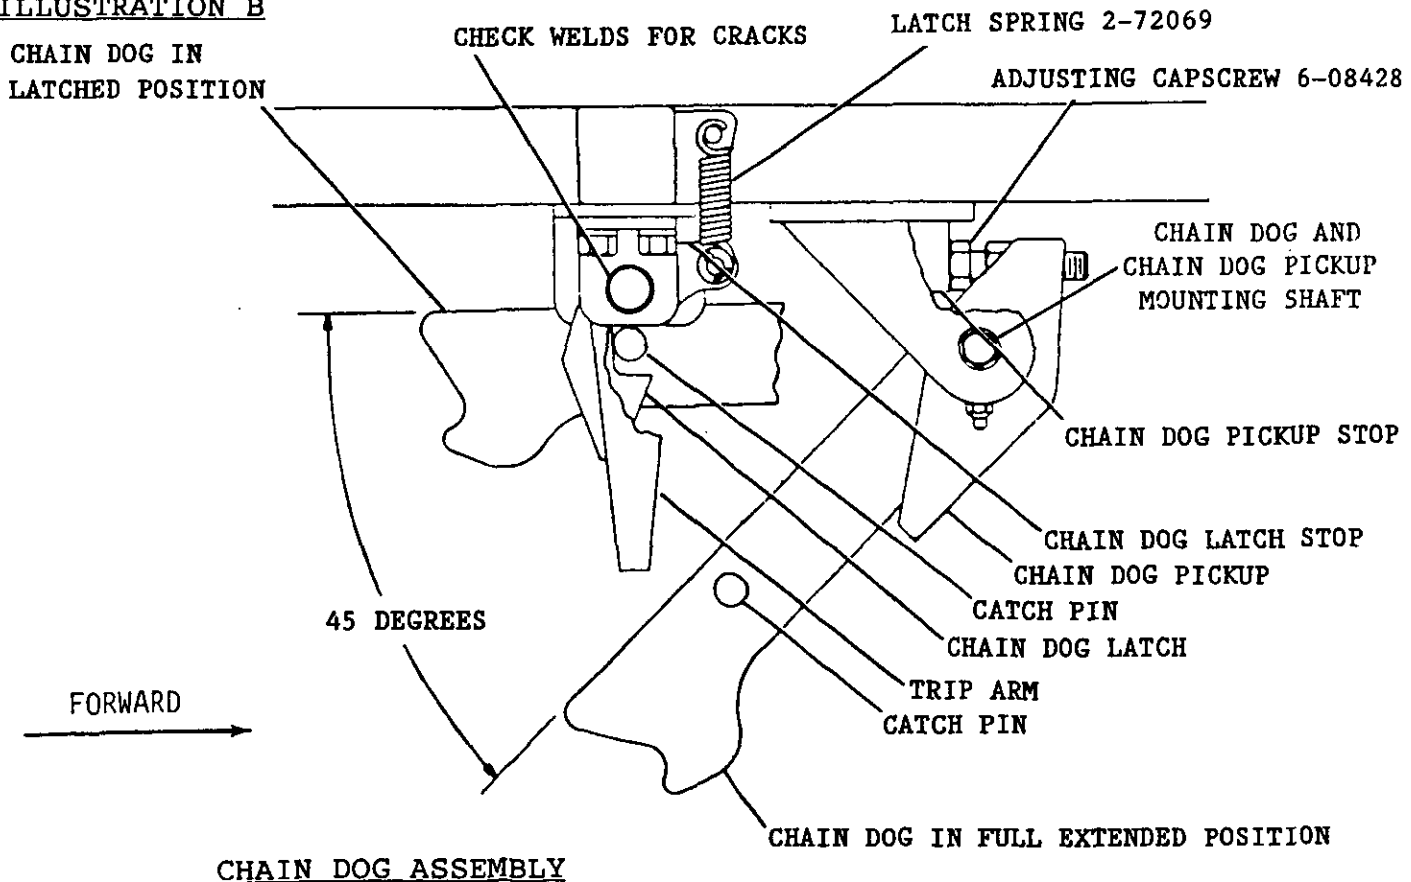 ILLUSTRATION B
CHAIN DOG IN
LATCHED POSITION
CHECK WELDS FOR CRACKS
LATCH SPRING 2-72069
ADJUSTING CAPSCREW 6-08428
CHAIN DOG AND
CHAIN DOG PICKUP
MOUNTING SHAFT
CHAIN DOG PICKUP STOP
CHAIN DOG LATCH STOP
CHAIN DOG PICKUP
CATCH PIN
CHAIN DOG LATCH
TRIP ARM
CATCH PIN
45 DEGREES
FORWARD
CHAIN DOG IN FULL EXTENDED POSITION
CHAIN DOG ASSEMBLY